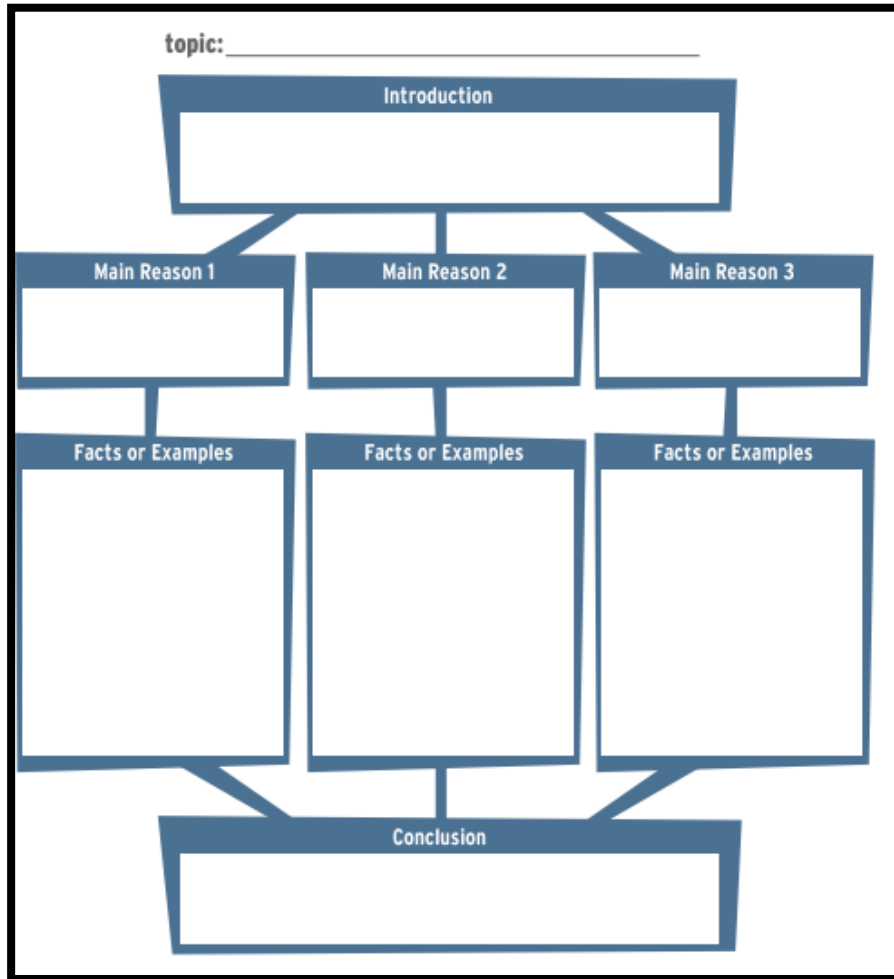 topic:
Introduction
Main Reason 1
Main Reason 2
Main Reason 3
Facts or Examples
Facts or Examples
Facts or Examples
Conclusion